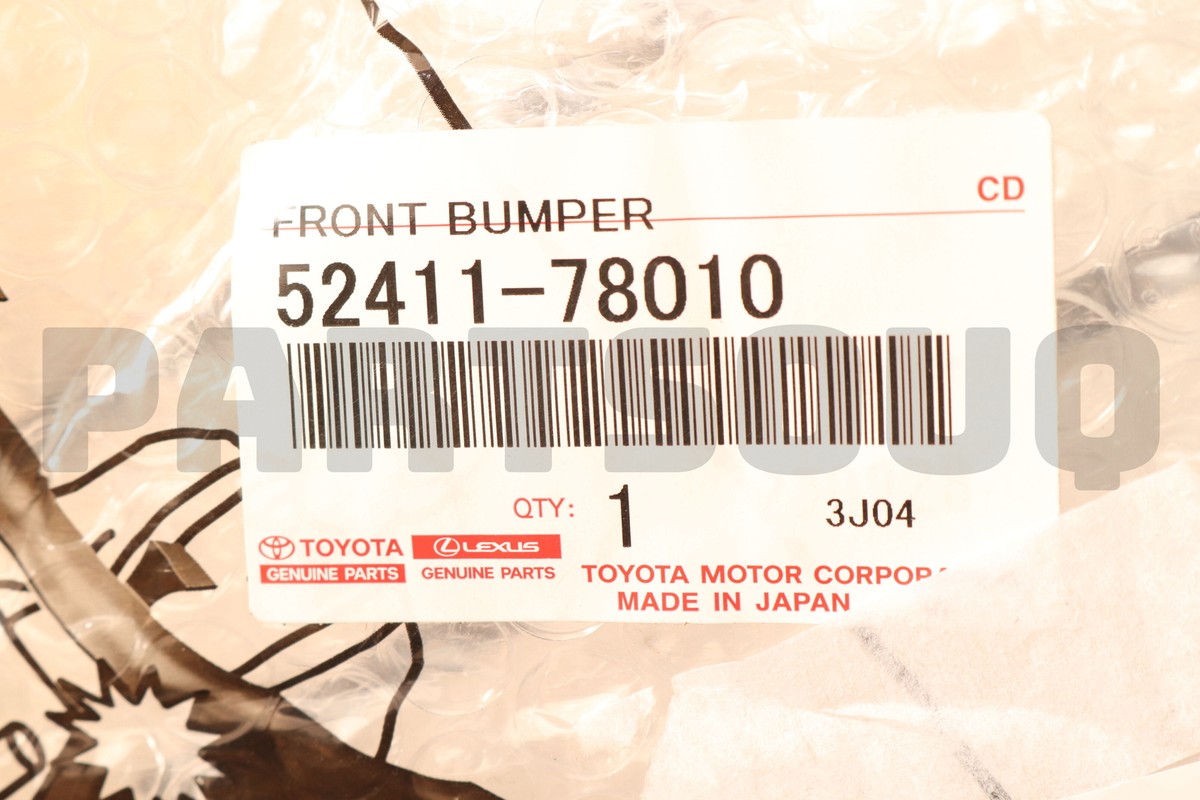 CD
FRONT BUMPER
52411-78010
PARTSOUQ
QTY: 1 3J04
TOYOTA LEXUS
GENUINE PARTS GENUINE PARTS
TOYOTA MOTOR CORPORA
MADE IN JAPAN